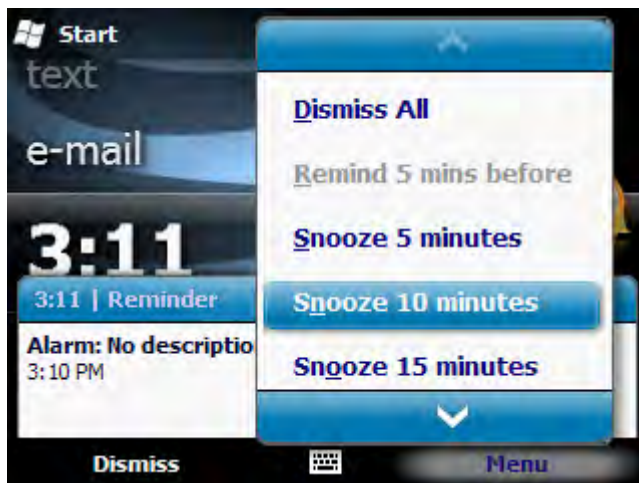 Start
text
e-mail
3:11
3:11 | Reminder
Alarm: No descriptio
3:10 PM
Dismiss All
Remind 5 mins before
Snooze 5 minutes
Snooze 10 minutes
Snooze 15 minutes
Dismiss
Menu